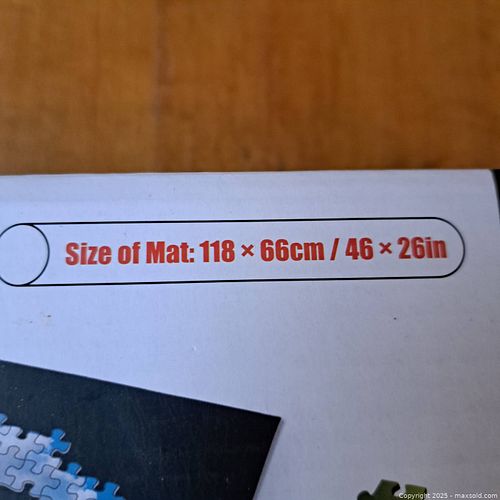 Size of Mat: 118 × 66cm / 46 × 26in
Copyright 2025 - maxsold.com